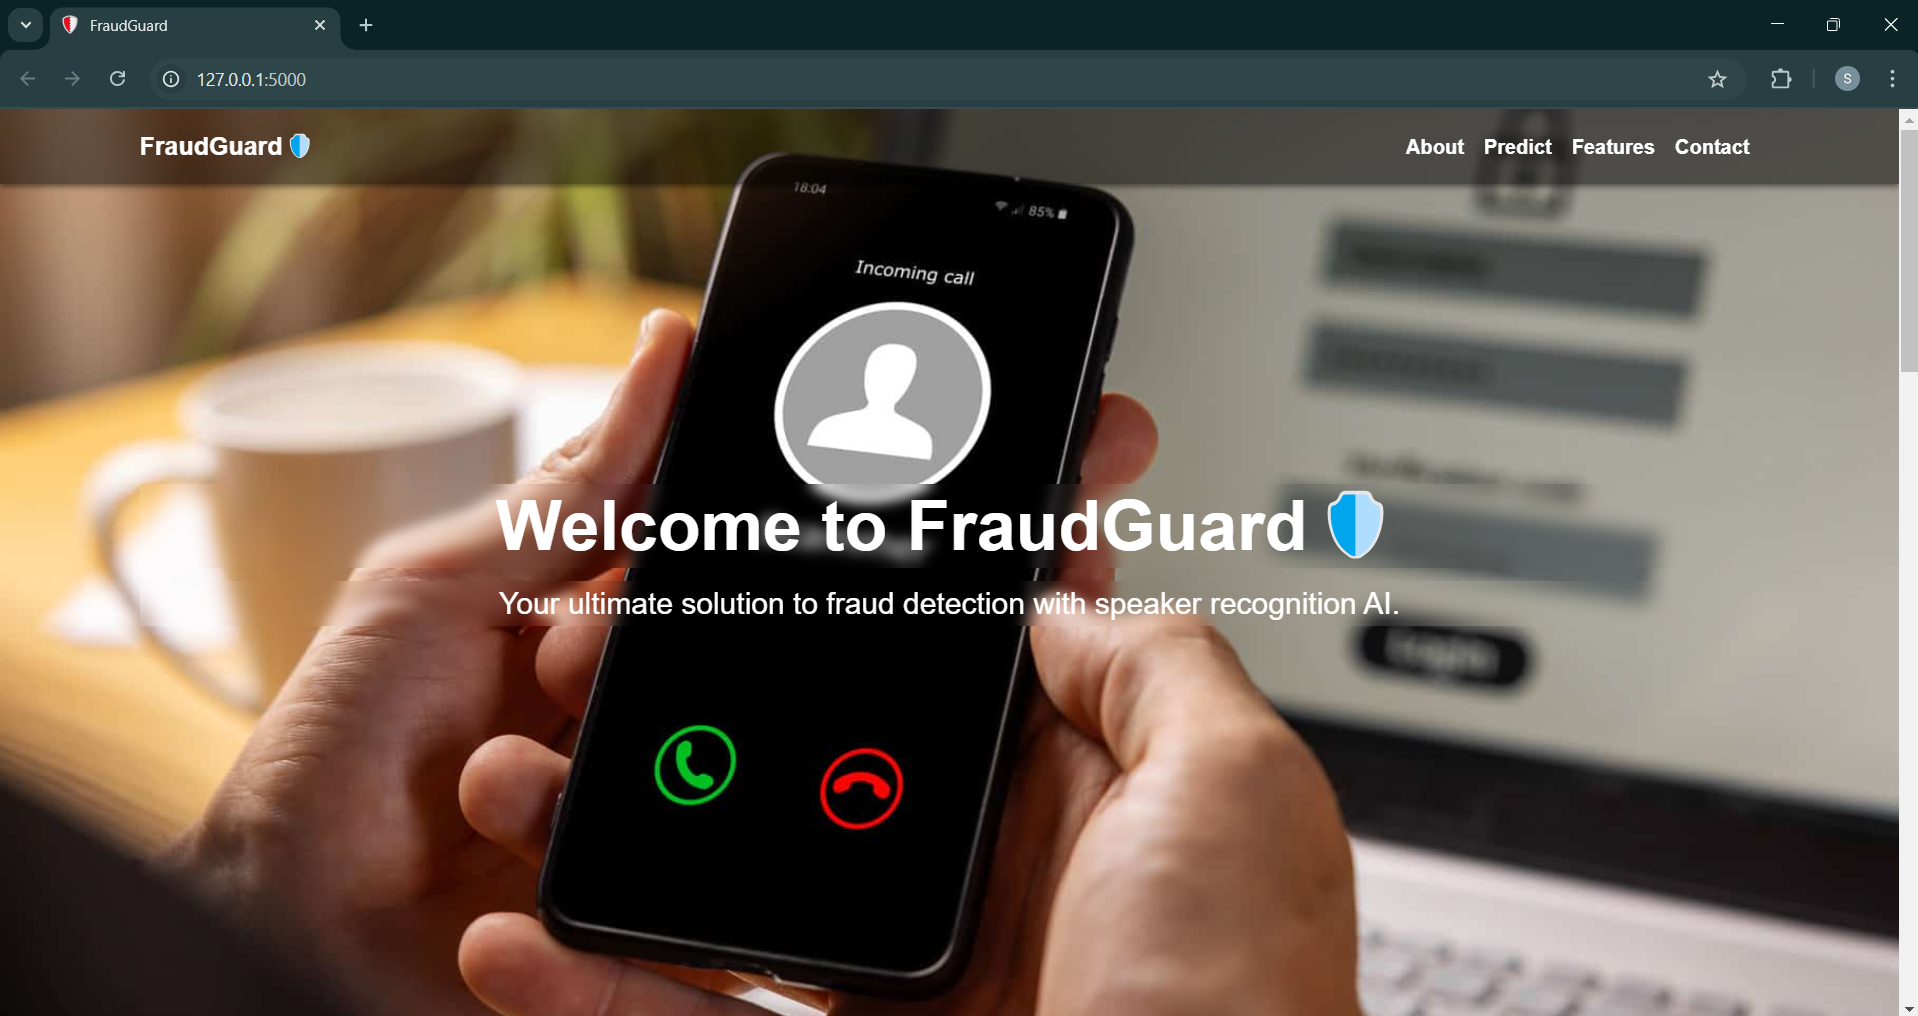 FraudGuard
127.0.0.1:5000
S
FraudGuard
About Predict Features Contact
18:04
85%
Incoming call
Welcome to FraudGuard
Your ultimate solution to fraud detection with speaker recognition AI.
Login